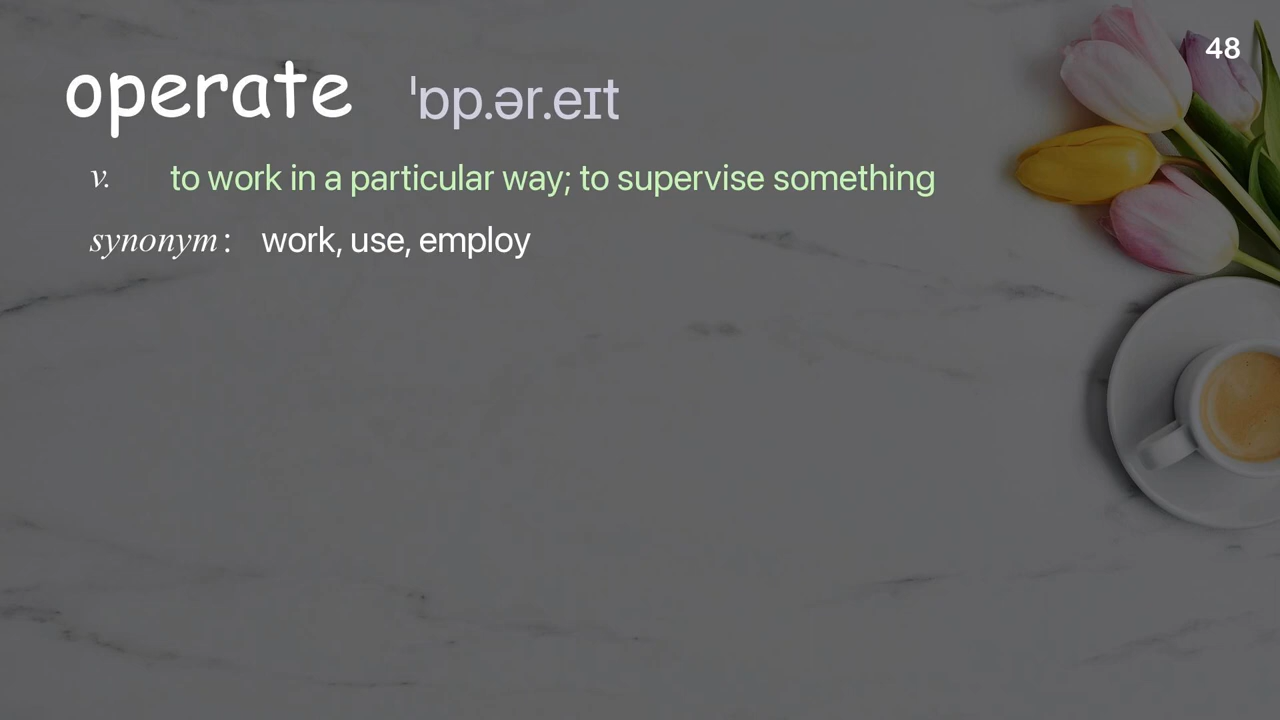 48
operate ˈɒp.ər.eɪt
v. to work in a particular way; to supervise something
synonym : work, use, employ